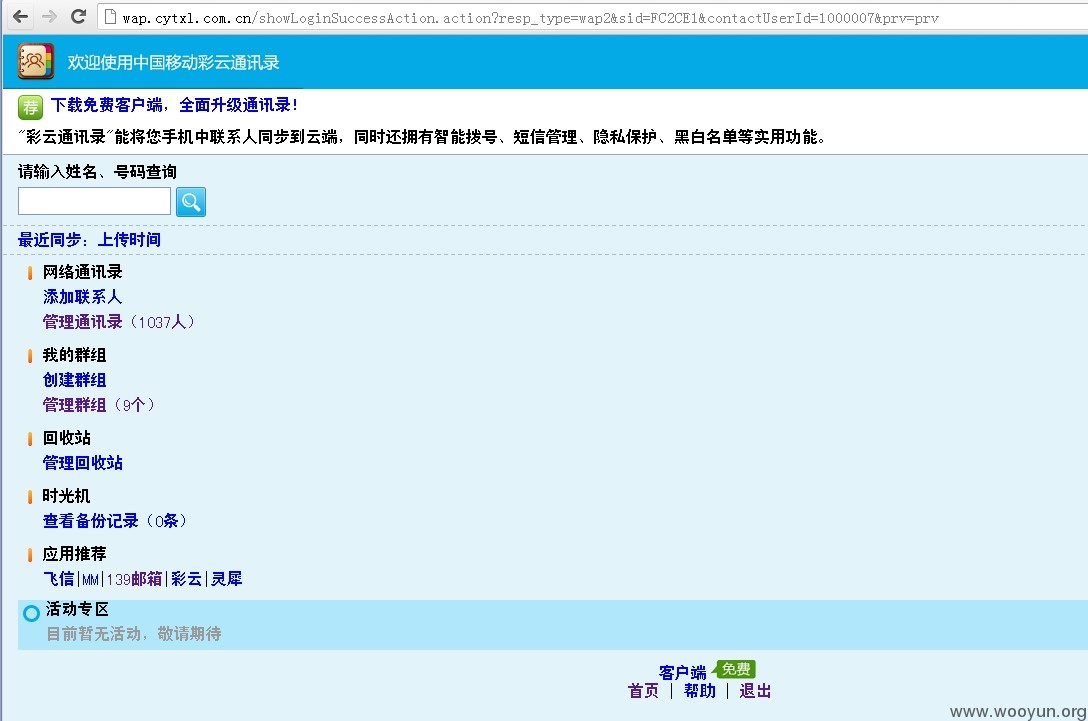 wap.cytxl.com.cn/showLoginSuccessAction.action?resp_type=wap2&sid=FC2CE1&contactUserId=1000007&prv=prv
欢迎使用中国移动彩云通讯录
荐 下载免费客户端，全面升级通讯录！
"彩云通讯录"能将您手机中联系人同步到云端，同时还拥有智能拨号、短信管理、隐私保护、黑白名单等实用功能。
请输入姓名、号码查询
最近同步：上传时间
网络通讯录
添加联系人
管理通讯录（1037人）
我的群组
创建群组
管理群组（9个）
回收站
管理回收站
时光机
查看备份记录（0条）
应用推荐
飞信|MM|139邮箱|彩云|灵犀
活动专区
目前暂无活动，敬请期待
客户端 免费
首页 | 帮助 | 退出
www.wooyun.org